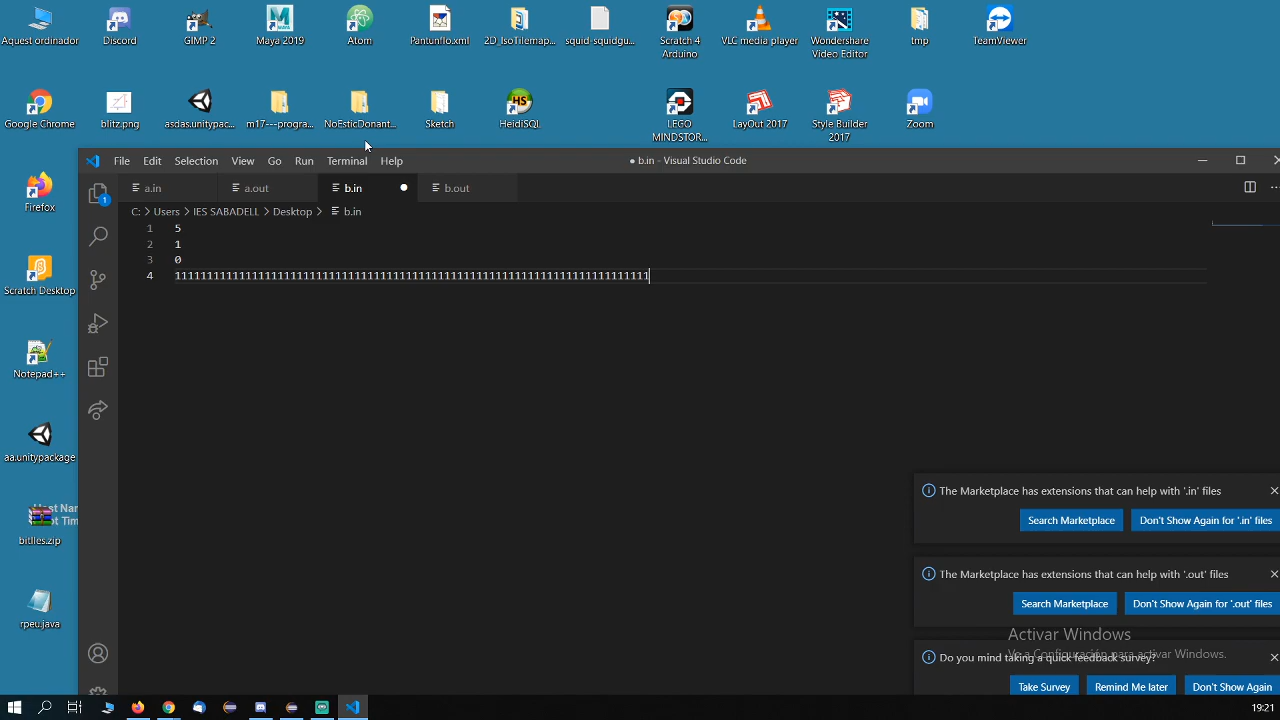 Aquest ordinador
Discord
GIMP 2
Maya 2019
Atom
Pantunflo.xml
2D_IsoTilemap...
squid-squidgu...
Scratch 4 Arduino
VLC media player
Wondershare Video Editor
tmp
TeamViewer
Google Chrome
blitz.png
asdas.unitypac...
m17---progra...
NoEsticDonant...
Sketch
HeidiSQL
LEGO MINDSTOR...
LayOut 2017
Style Builder 2017
Zoom
Firefox
Scratch Desktop
Notepad++
aa.unitypackage
bitlles.zip
rpeu.java
File Edit Selection View Go Run Terminal Help
● b.in - Visual Studio Code
a.in
a.out
b.in
b.out
C: > Users > IES SABADELL > Desktop > b.in
1 5
2 1
3 0
4
1
The Marketplace has extensions that can help with '.in' files
Search Marketplace
Don't Show Again for '.in' files
The Marketplace has extensions that can help with '.out' files
Search Marketplace
Don't Show Again for '.out' files
Activar Windows
Do you mind taking a quick feedback survey?
Take Survey
Remind Me later
Don't Show Again
19:21